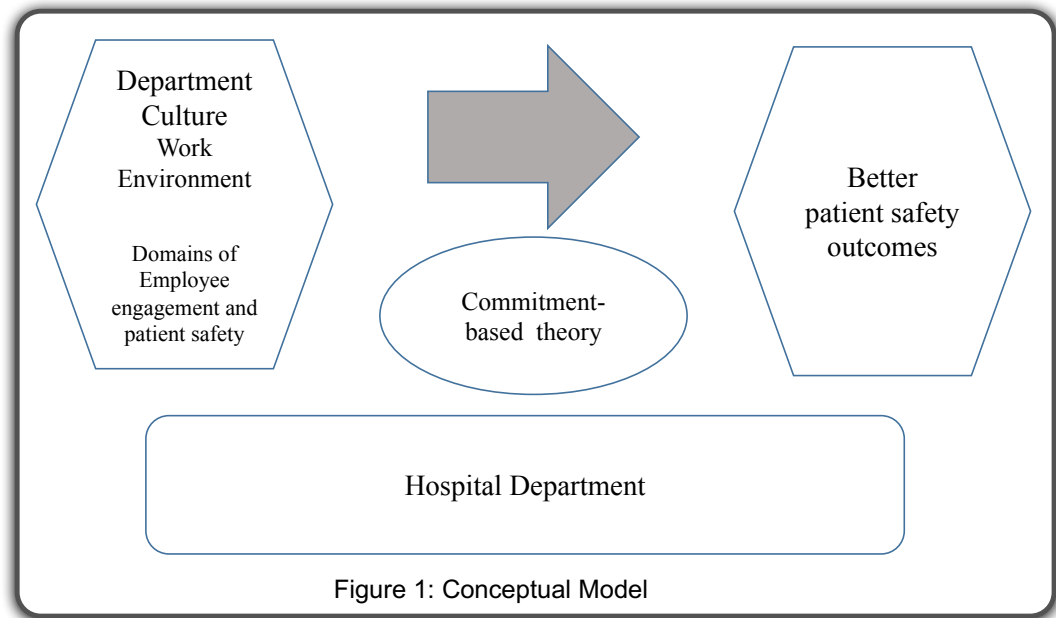 Department
Culture
Work
Environment
Domains of
Employee
engagement and
patient safety
Commitment-
based theory
Better
patient safety
outcomes
Hospital Department
Figure 1: Conceptual Model